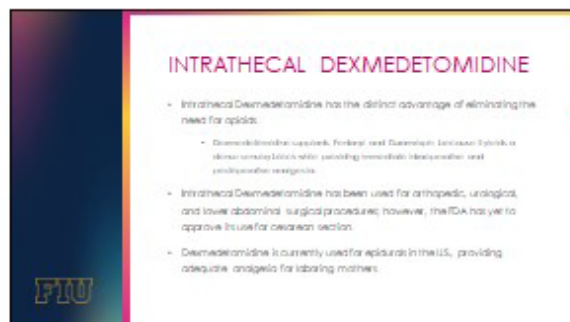 INTRATHECAL DEXMEDETOMIDINE
• Intrathecal Dexmedetomidine has the distinct advantage of eliminating the
need for opioids.
• Dexmedetomidine supplants Fentanyl and Duramorph
dense sensory block while providing immediate intraoperative and
postoperative analgesia.
• Intrathecal Dexmedetomidine has been used for orthopedic, urological,
and lower abdominal surgical procedures; however, the FDA has yet to
approve its use for cesarean section.
• Dexmedetomidine is currently used for epidurals in the U.S., providing
adequate analgesia for laboring mothers.
FIU